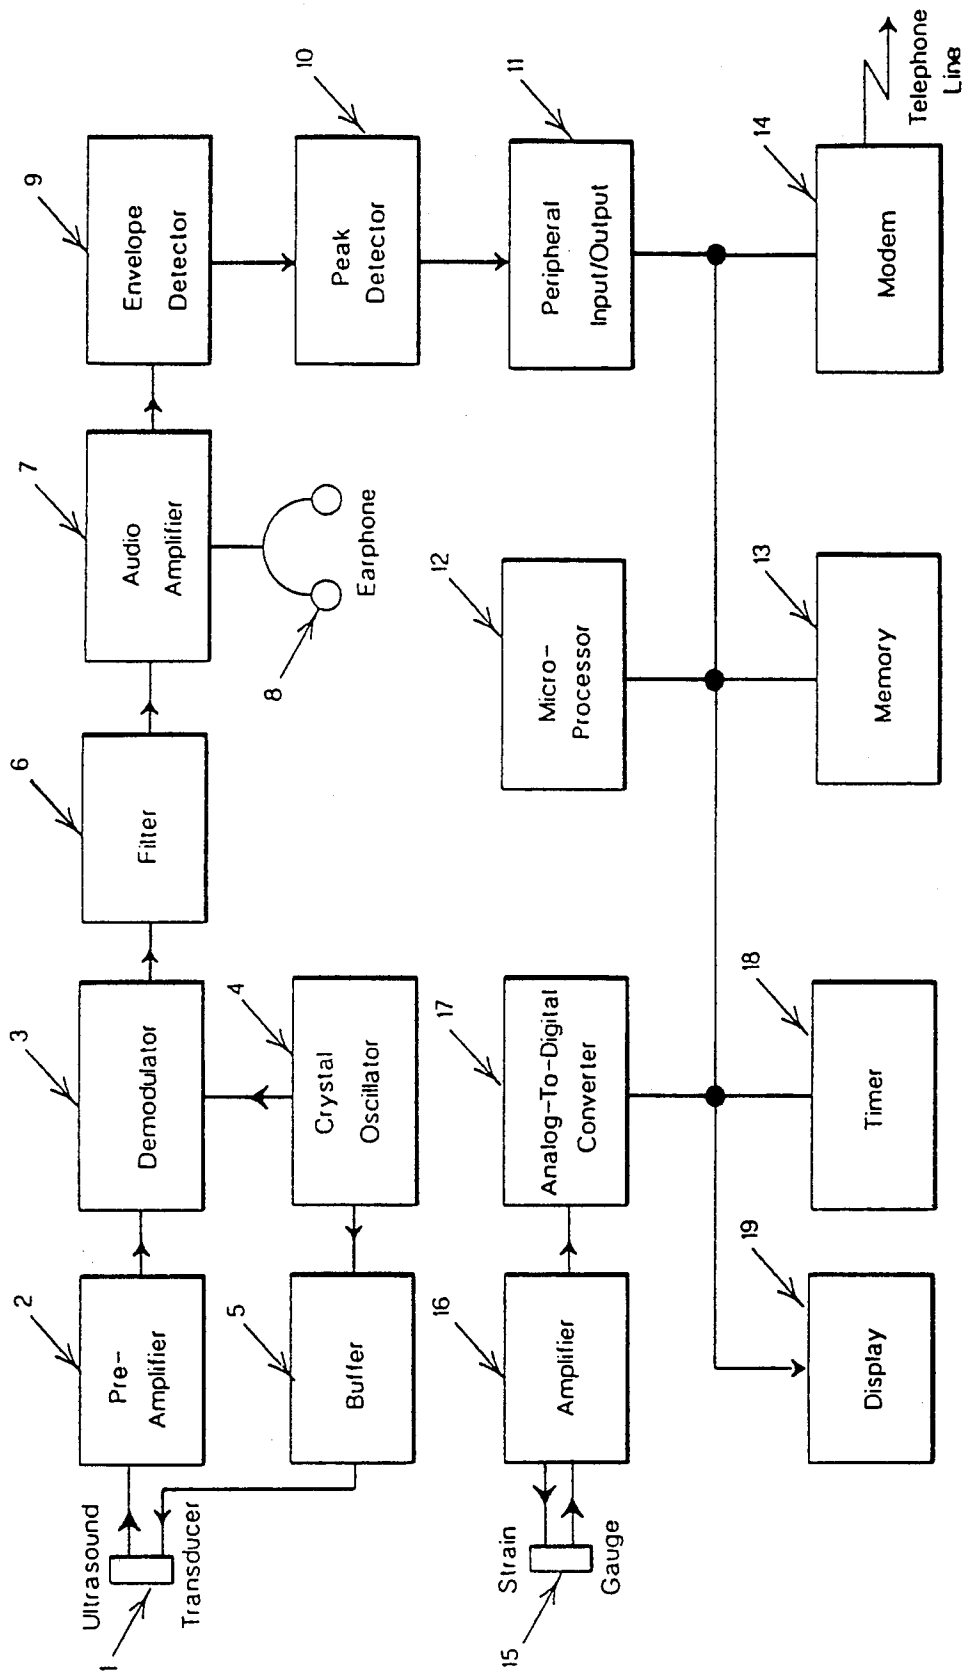 1
Ultrasound
Transducer
2
Pre-
Amplifier
3
Demodulator
6
Filter
7
Audio
Amplifier
9
Envelope
Detector
5
Buffer
4
Crystal
Oscillator
8
Earphone
10
Peak
Detector
15
Strain
Gauge
16
Amplifier
17
Analog-To-Digital
Converter
12
Micro-
Processor
11
Peripheral
Input/Output
19
Display
18
Timer
13
Memory
14
Modem
Telephone
Line